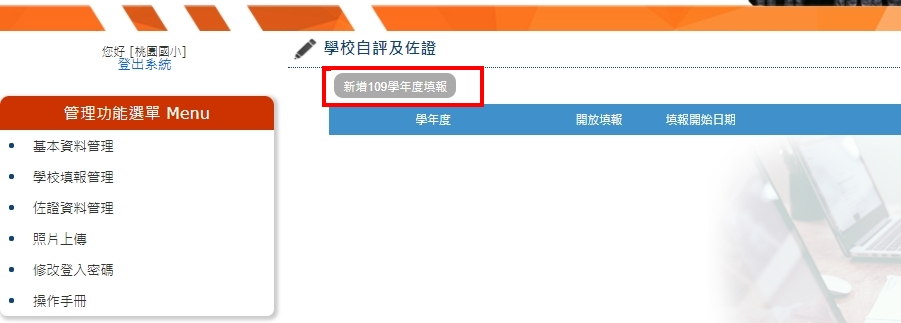 您好 [桃園國小]
登出系統
管理功能選單 Menu
基本資料管理
學校填報管理
佐證資料管理
照片上傳
修改登入密碼
操作手冊
學校自評及佐證
新增109學年度填報
學年度 開放填報 填報開始日期